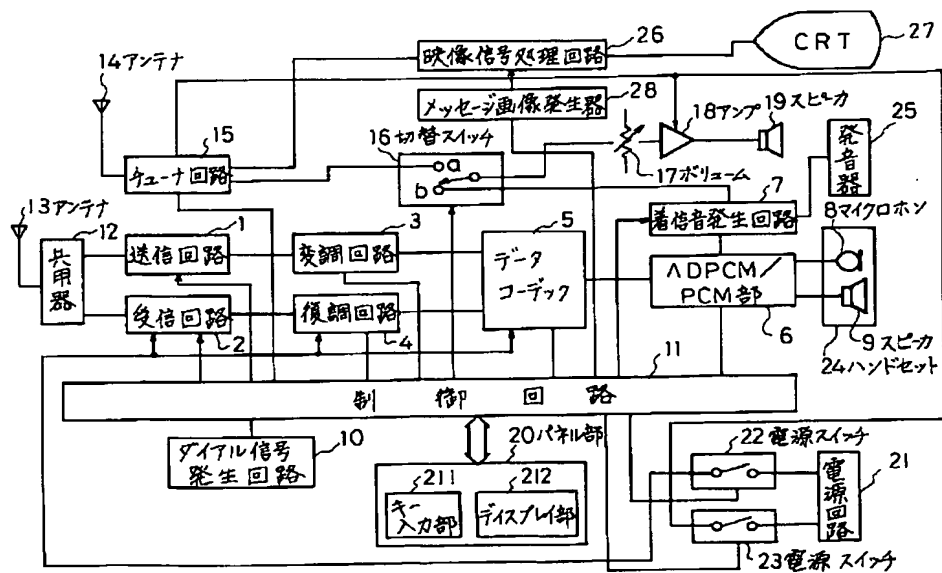 14アンテナ
15
チューナ回路
13アンテナ
12
共用器
1
送信回路
受信回路
2
3
変調回路
復調回路
4
5
データ
コーデック
26
映像信号処理回路
CRT
27
メッセージ画像発生器
28
16切替スイッチ
a
b
17ボリューム
18アンプ
19スピーカ
25
発音器
7
着信音発生回路
8マイクロホン
ADPCM/
PCM部
6
9スピーカ
24ハンドセット
11
制御回路
10
ダイアル信号
発生回路
20パネル部
211
キー
入力部
212
ディスプレイ部
22電源スイッチ
23電源スイッチ
21
電源回路